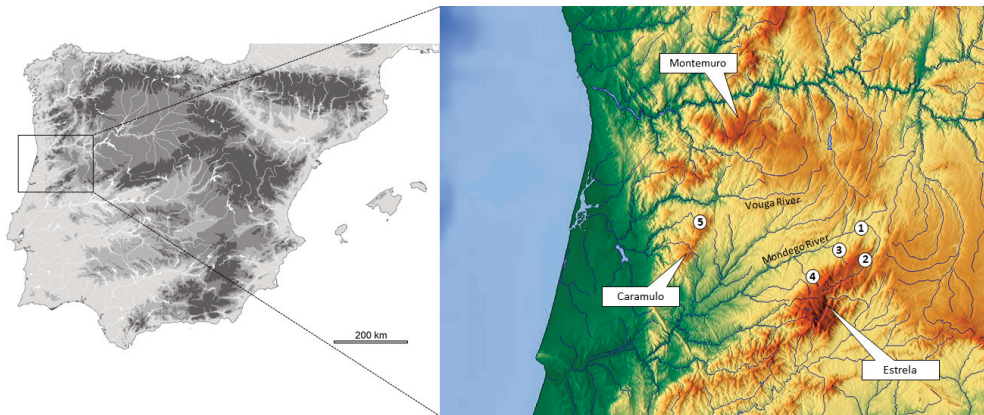 Montemuro
Vouga River
5
1
Mondego River
3
2
4
Caramulo
200 km
Estrela